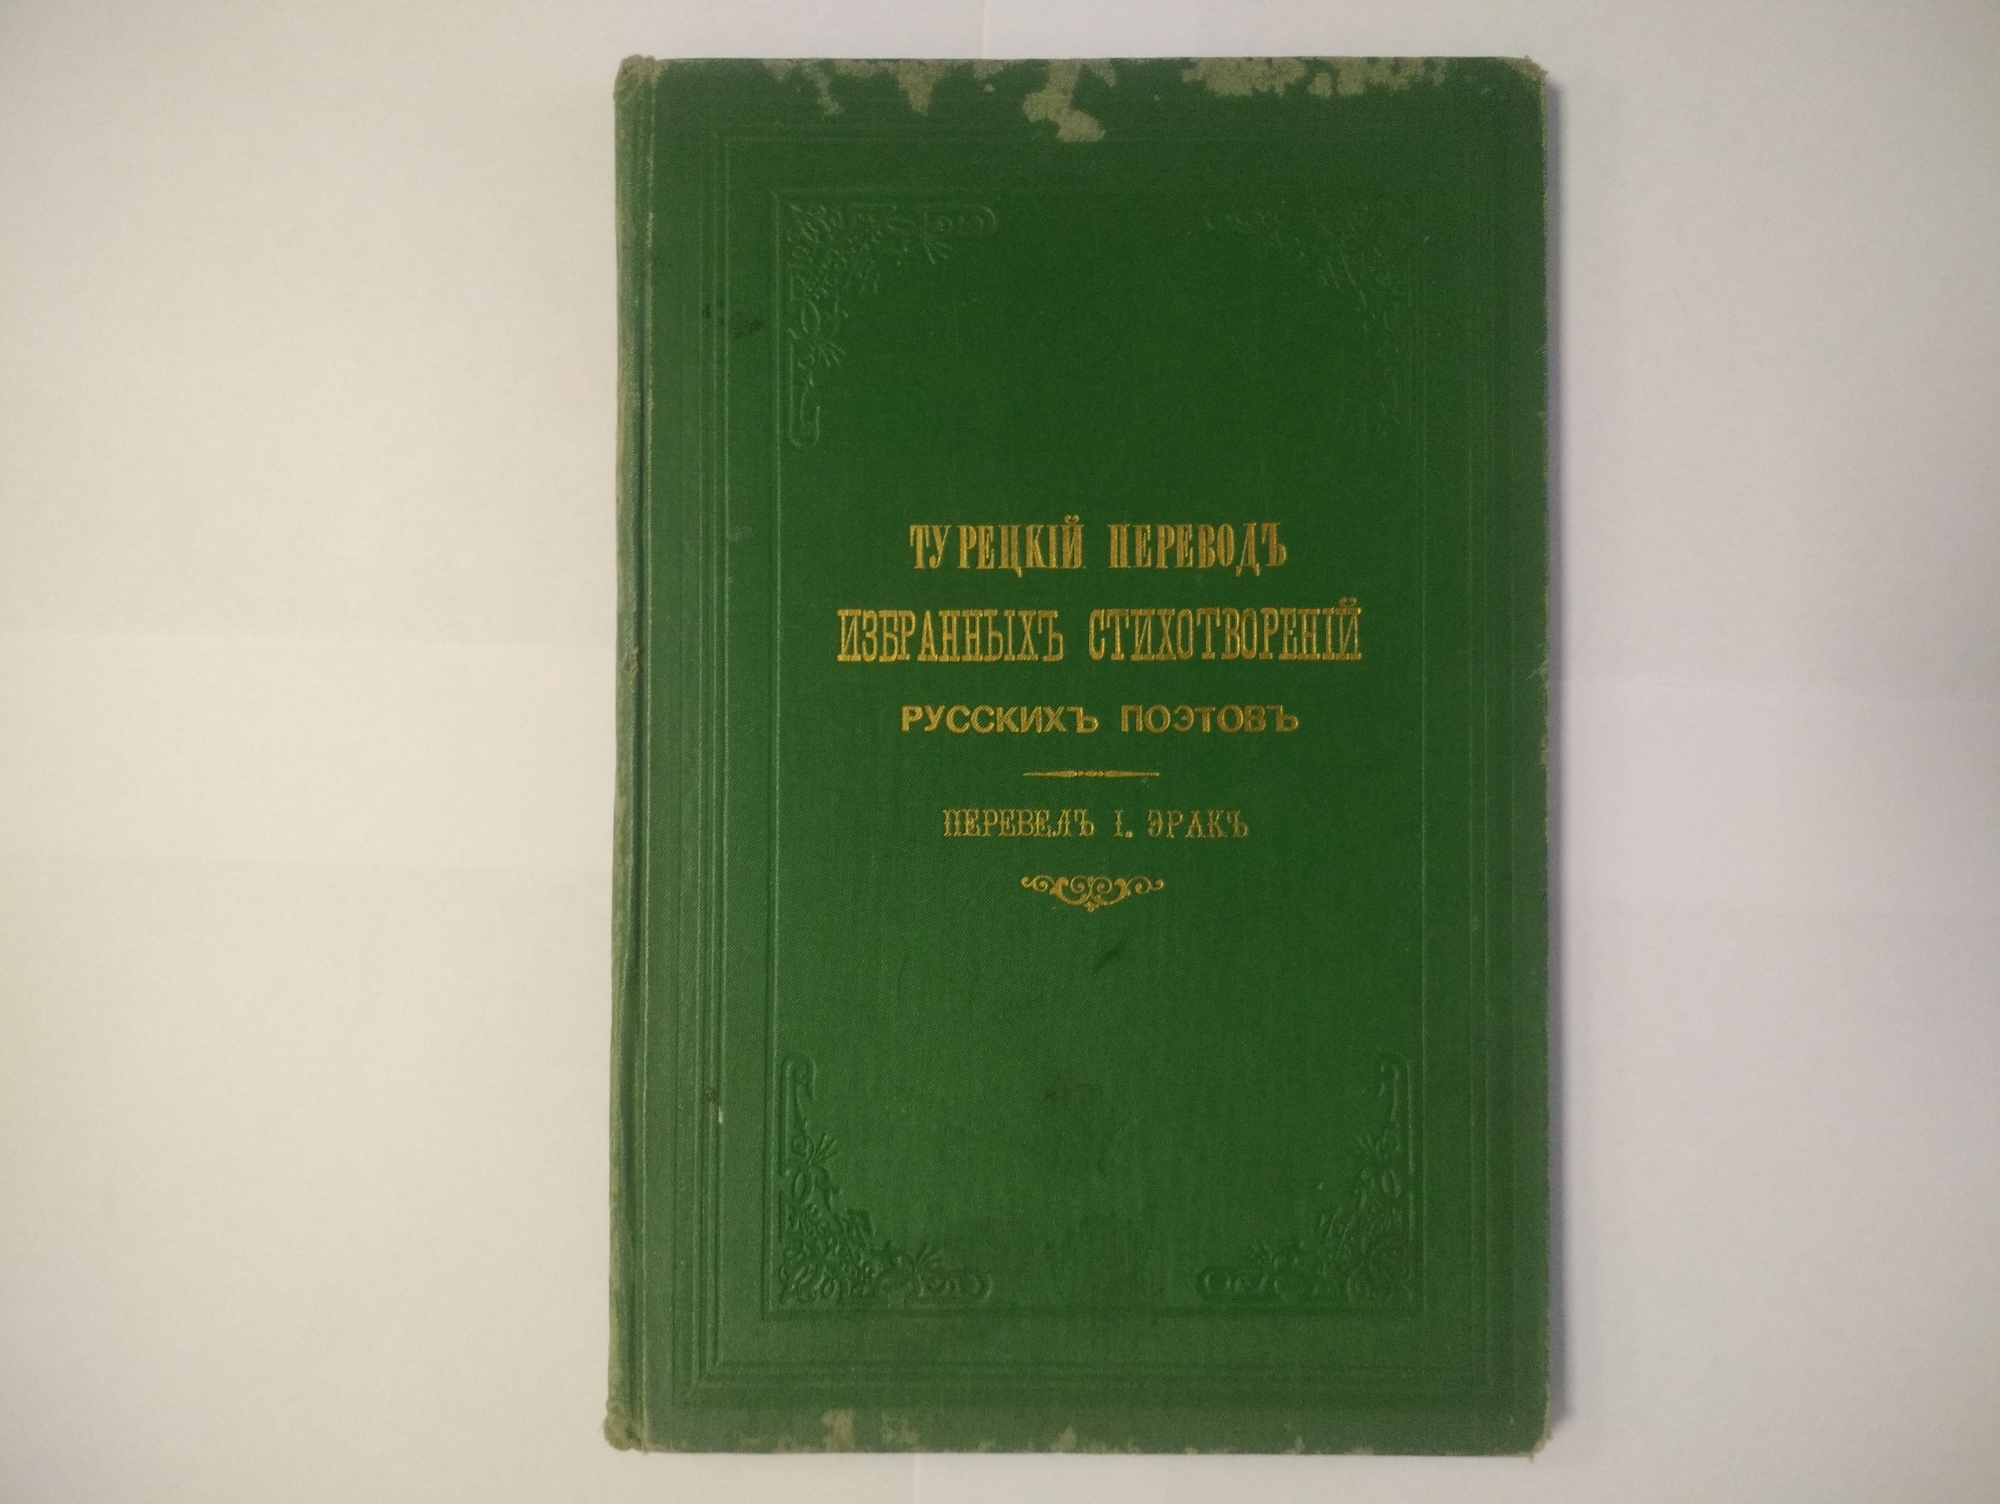 ТУРЕЦКІЙ ПЕРЕВОДЪ
ИЗБРАННЫХЪ СТИХОТВОРЕНІЙ
РУССКИХЪ ПОЭТОВЪ
ПЕРЕВЕЛЪ І. ЭРАКЪ